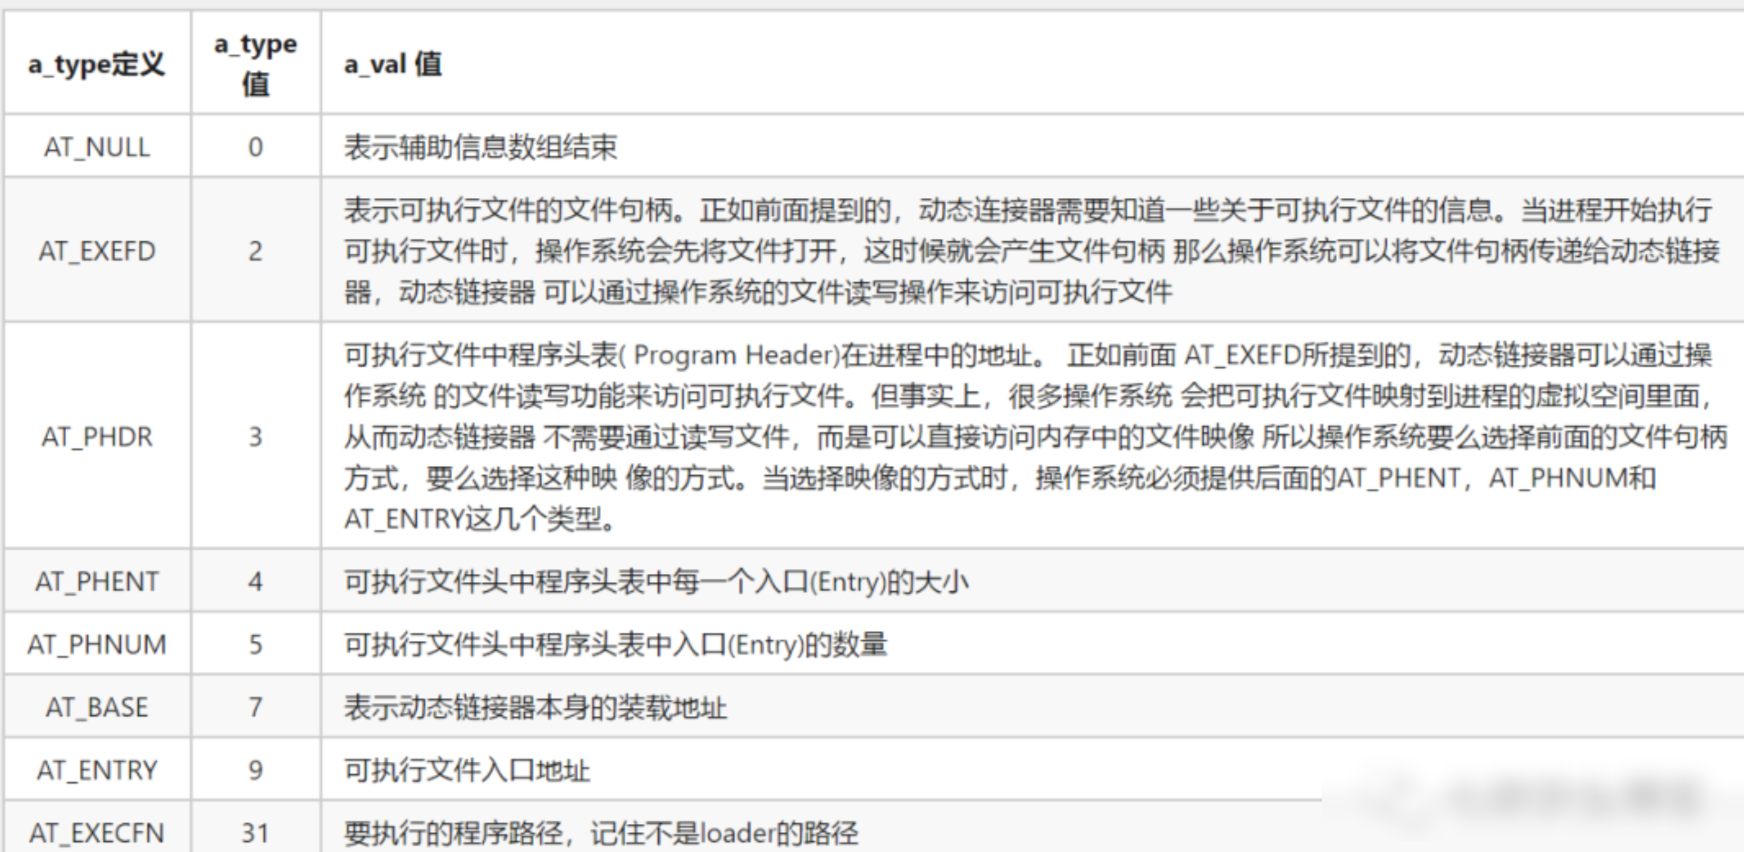 a_type定义 a_type 值 a_val 值
AT_NULL 0 表示辅助信息数组结束
AT_EXEFD 2 表示可执行文件的文件句柄。正如前面提到的，动态连接器需要知道一些关于可执行文件的信息。当进程开始执行
可执行文件时，操作系统会先将文件打开，这时候就会产生文件句柄 那么操作系统可以将文件句柄传递给动态链接
器，动态链接器 可以通过操作系统的文件读写操作来访问可执行文件
AT_PHDR 3 可执行文件中程序头表( Program Header)在进程中的地址。 正如前面 AT_EXEFD所提到的，动态链接器可以通过操
作系统 的文件读写功能来访问可执行文件。但事实上，很多操作系统 会把可执行文件映射到进程的虚拟空间里面，
从而动态链接器 不需要通过读写文件，而是可以直接访问内存中的文件映像 所以操作系统要么选择前面的文件句柄
方式，要么选择这种映 像的方式。当选择映像的方式时，操作系统必须提供后面的AT_PHENT，AT_PHNUM和
AT_ENTRY这几个类型。
AT_PHENT 4 可执行文件头中程序头表中每一个入口(Entry)的大小
AT_PHNUM 5 可执行文件头中程序头表中入口(Entry)的数量
AT_BASE 7 表示动态链接器本身的装载地址
AT_ENTRY 9 可执行文件入口地址
AT_EXECFN 31 要执行的程序路径，记住不是loader的路径